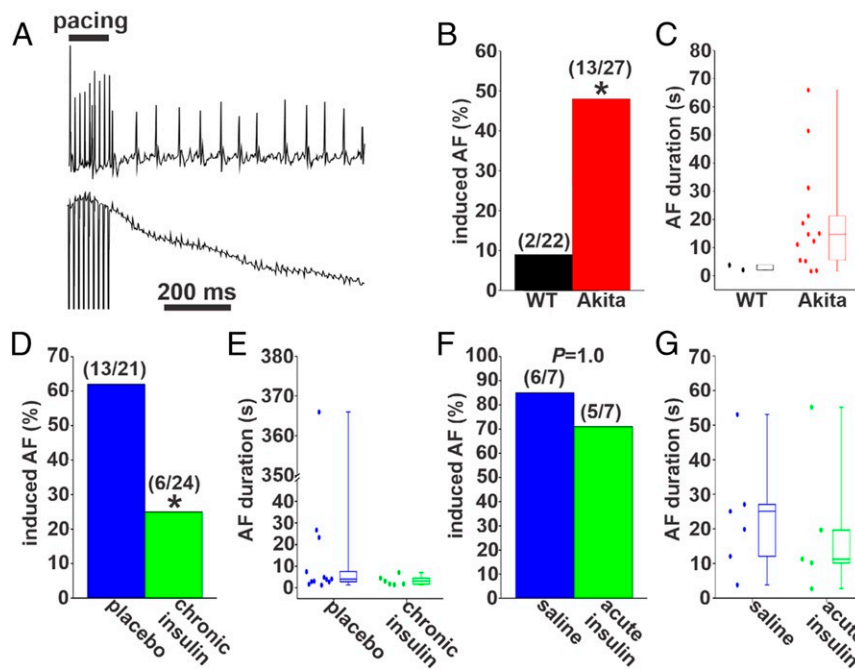 A
pacing
200 ms
B
induced AF (%)
60
50
40
30
20
10
0
(13/27)
*
(2/22)
WT
Akita
C
AF duration (s)
80
70
60
50
40
30
20
10
0
WT
Akita
D
induced AF (%)
70
60
50
40
30
20
10
0
(13/21)
(6/24)
*
placebo
chronic
insulin
E
AF duration (s)
380
370
360
350
40
30
20
10
0
placebo
chronic
insulin
F
induced AF (%)
100
90
80
70
60
50
40
30
20
10
0
P=1.0
(6/7)
(5/7)
saline
acute
insulin
G
AF duration (s)
70
60
50
40
30
20
10
0
saline
acute
insulin